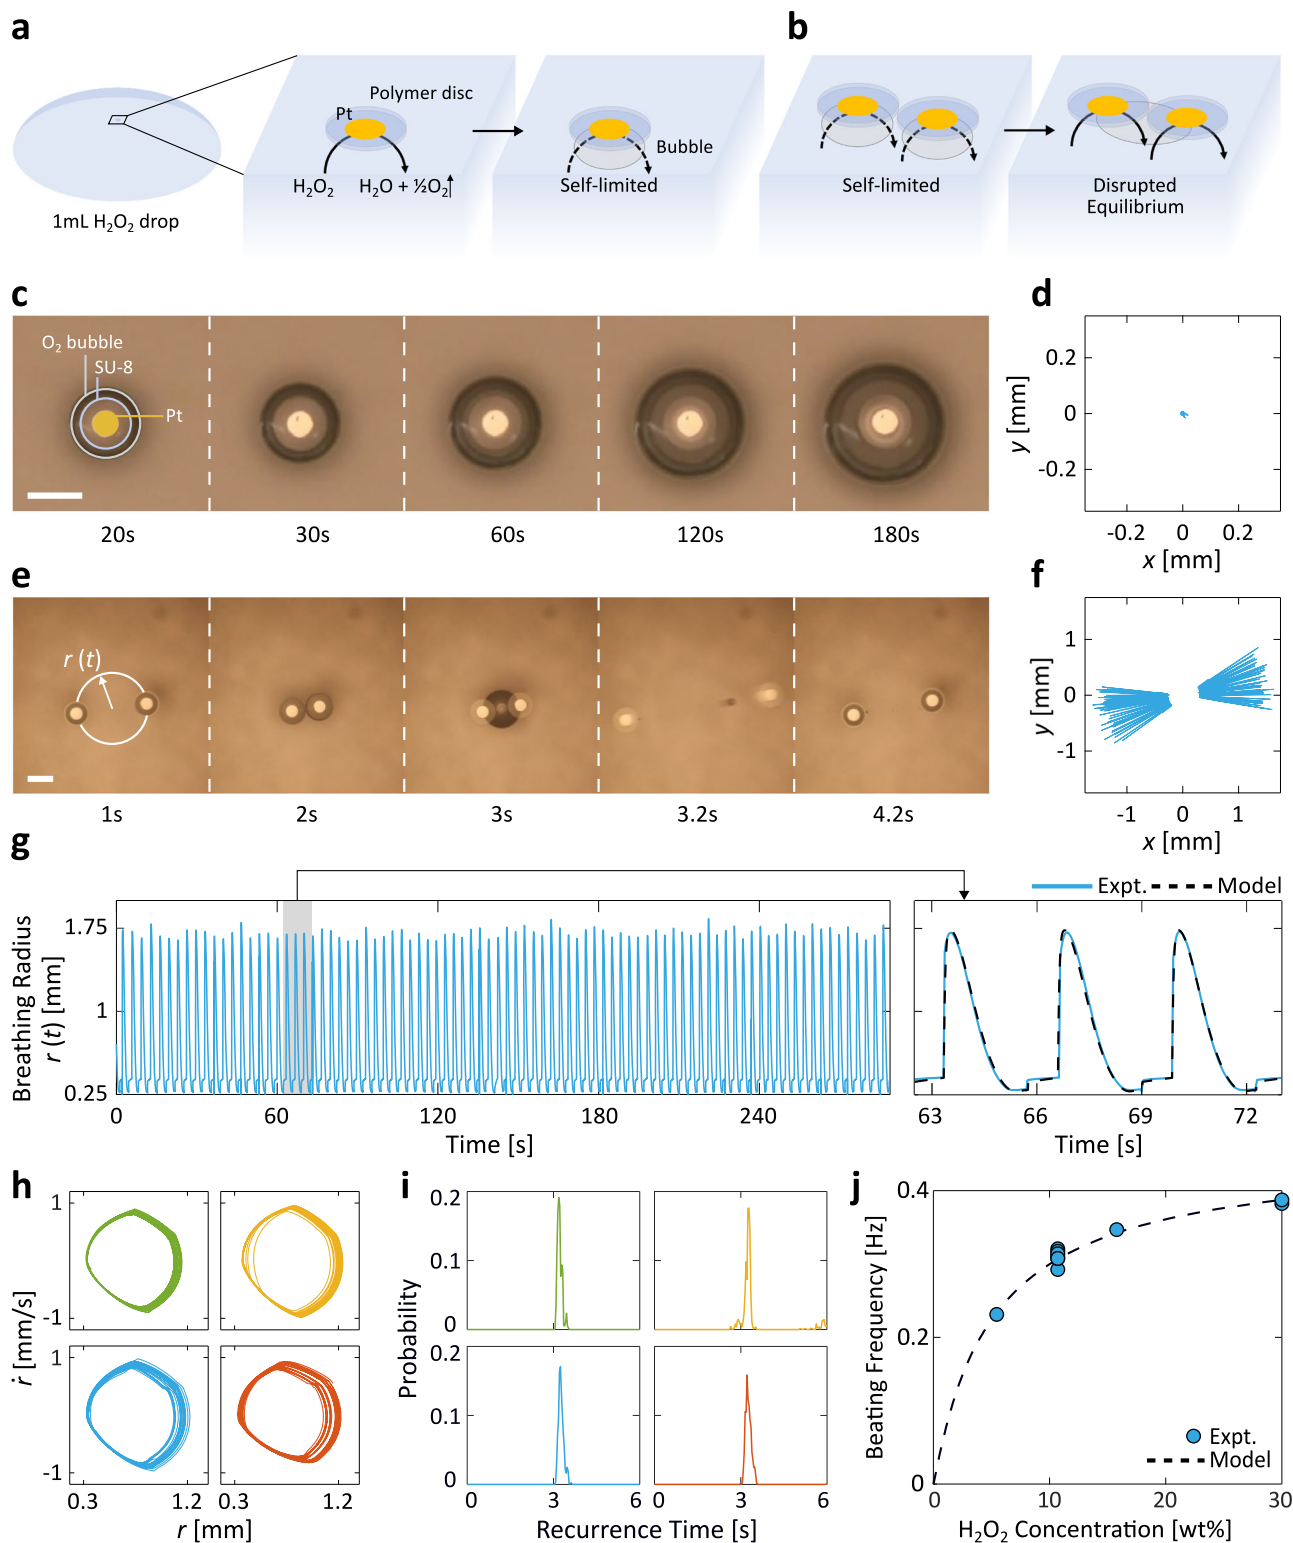 a
b
Polymer disc
Pt
Bubble
H₂O₂
H₂O + ½O₂
1mL H₂O₂ drop
Self-limited
Self-limited
Disrupted
Equilibrium
c
O₂ bubble
SU-8
Pt
20s
30s
60s
120s
180s
d
y [mm]
0.2
0
-0.2
-0.2
0
0.2
x [mm]
e
r (t)
1s
2s
3s
3.2s
4.2s
f
y [mm]
1
0
-1
-1
0
1
x [mm]
g
Breathing Radius
r (t) [mm]
1.75
1
0.25
0
60
120
180
240
Time [s]
Expt.
Model
63
66
69
72
Time [s]
h
ṙ [mm/s]
1
-1
1
-1
0.3
1.2
0.3
1.2
r [mm]
i
Probability
0.2
0.1
0
0.2
0.1
0
0
3
6
3
6
Recurrence Time [s]
j
Beating Frequency [Hz]
0.4
0.2
0
Expt.
Model
0
10
20
30
H₂O₂ Concentration [wt%]